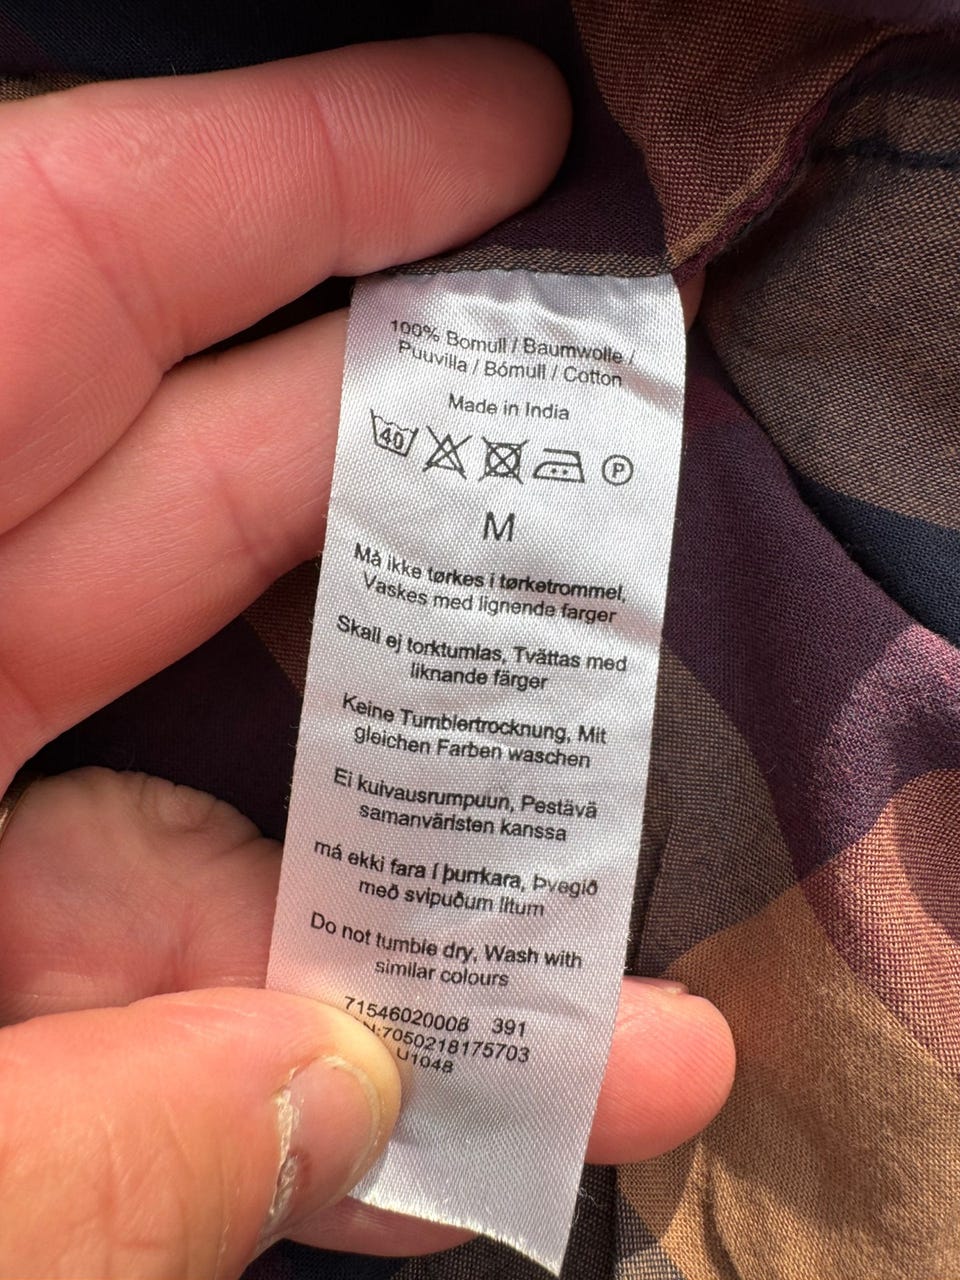 100% Bomull / Baumwolle /
Puuvilla / Bómull / Cotton
Made in India
40 P
M
Må ikke tørkes i tørketrommel,
Vaskes med lignende farger
Skall ej torktumlas, Tvättas med
liknande färger
Keine Tumblertrocknung, Mit
gleichen Farben waschen
Ei kuivausrumpuun, Pestävä
samanväristen kanssa
má ekki fara í þurrkara, Þvegið
með svipuðum litum
Do not tumble dry, Wash with
similar colours
71546020008 391
N:7050218175703
U1048